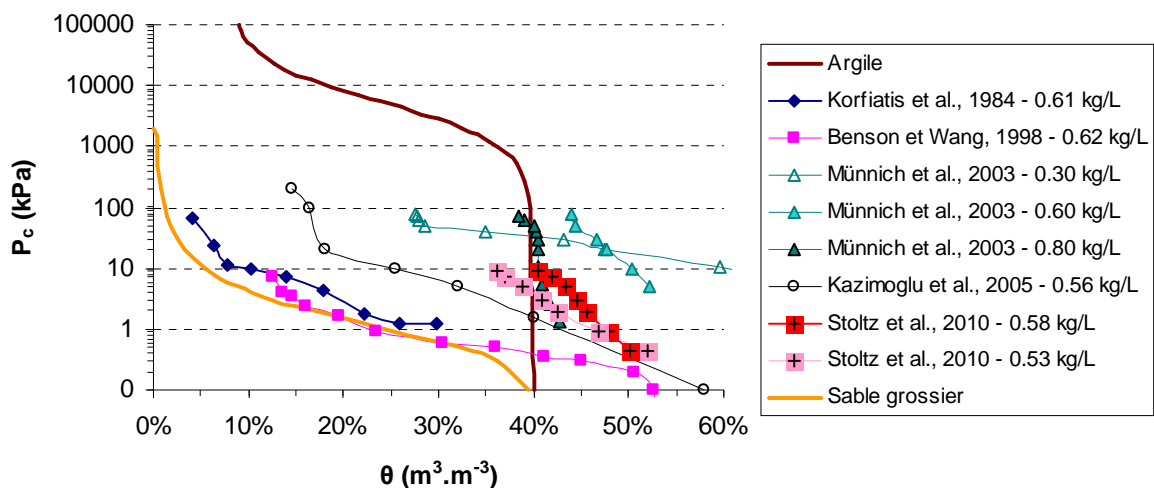 100000
10000
1000
100
10
1
0
P_c (kPa)
0%
10%
20%
30%
40%
50%
60%
θ (m³.m⁻³)
Argile
Korfiatis et al., 1984 - 0.61 kg/L
Benson et Wang, 1998 - 0.62 kg/L
Münnich et al., 2003 - 0.30 kg/L
Münnich et al., 2003 - 0.60 kg/L
Münnich et al., 2003 - 0.80 kg/L
Kazimoglu et al., 2005 - 0.56 kg/L
Stoltz et al., 2010 - 0.58 kg/L
Stoltz et al., 2010 - 0.53 kg/L
Sable grossier